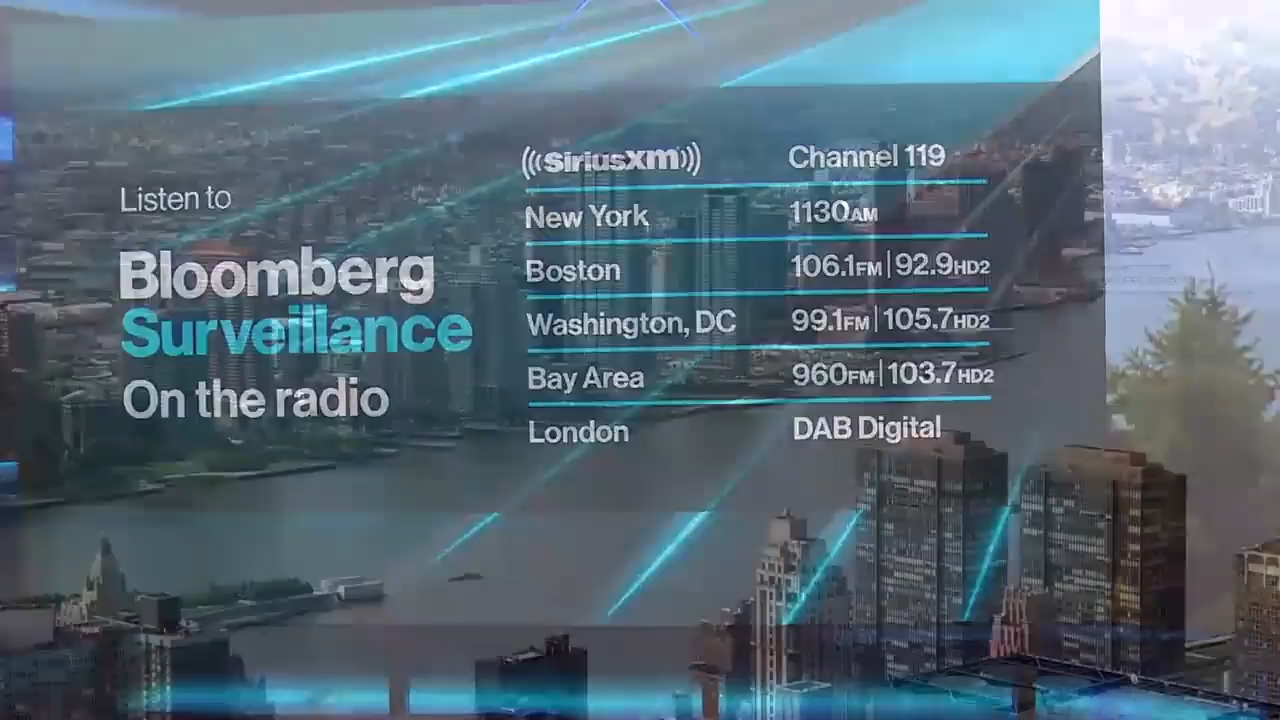 Listen to
Bloomberg
Surveillance
On the radio
((siriusxm)) Channel 119
New York 1130AM
Boston 106.1FM|92.9HD2
Washington, DC 99.1FM|105.7HD2
Bay Area 960FM|103.7HD2
London DAB Digital